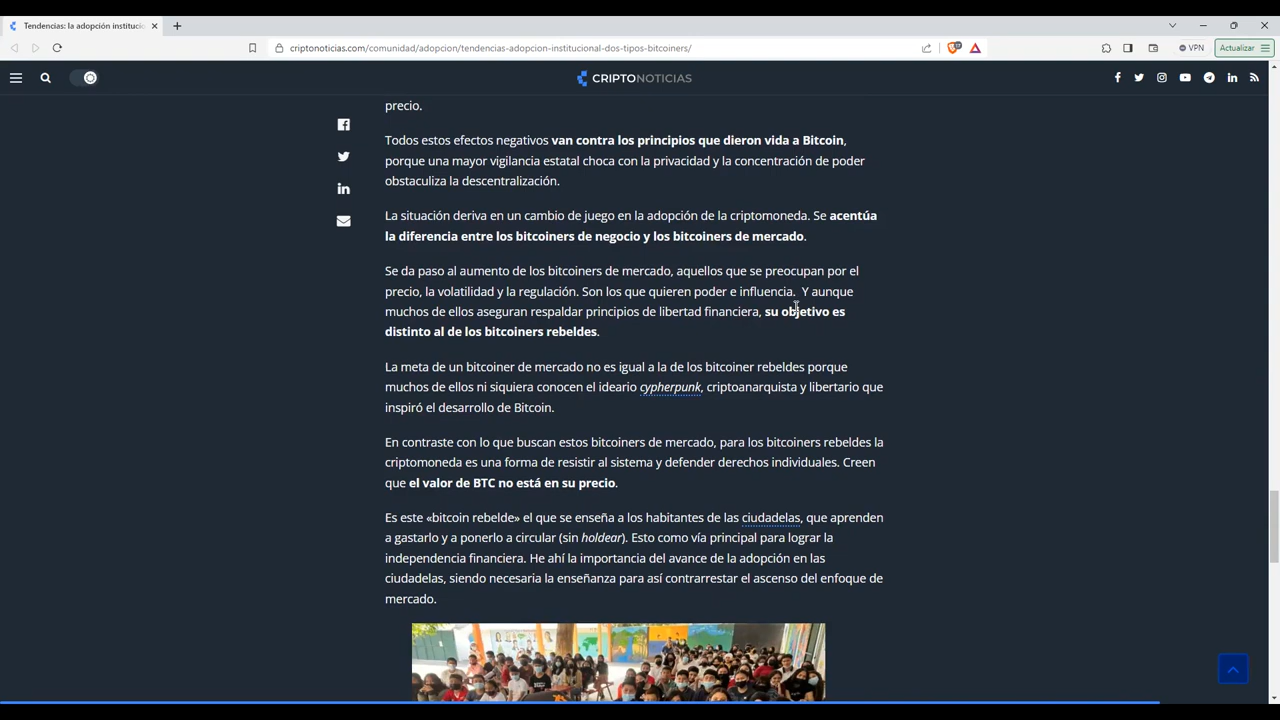 Tendencias: la adopción institucio
criptonoticias.com/comunidad/adopcion/tendencias-adopcion-institucional-dos-tipos-bitcoiners/
VPN
Actualizar
CRIPTONOTICIAS
precio.
Todos estos efectos negativos van contra los principios que dieron vida a Bitcoin,
porque una mayor vigilancia estatal choca con la privacidad y la concentración de poder
obstaculiza la descentralización.
La situación deriva en un cambio de juego en la adopción de la criptomoneda. Se acentúa
la diferencia entre los bitcoiners de negocio y los bitcoiners de mercado.
Se da paso al aumento de los bitcoiners de mercado, aquellos que se preocupan por el
precio, la volatilidad y la regulación. Son los que quieren poder e influencia.  Y aunque
muchos de ellos aseguran respaldar principios de libertad financiera, su objetivo es
distinto al de los bitcoiners rebeldes.
La meta de un bitcoiner de mercado no es igual a la de los bitcoiner rebeldes porque
muchos de ellos ni siquiera conocen el ideario cypherpunk, criptoanarquista y libertario que
inspiró el desarrollo de Bitcoin.
En contraste con lo que buscan estos bitcoiners de mercado, para los bitcoiners rebeldes la
criptomoneda es una forma de resistir al sistema y defender derechos individuales. Creen
que el valor de BTC no está en su precio.
Es este «bitcoin rebelde» el que se enseña a los habitantes de las ciudadelas, que aprenden
a gastarlo y a ponerlo a circular (sin holdear). Esto como vía principal para lograr la
independencia financiera. He ahí la importancia del avance de la adopción en las
ciudadelas, siendo necesaria la enseñanza para así contrarrestar el ascenso del enfoque de
mercado.